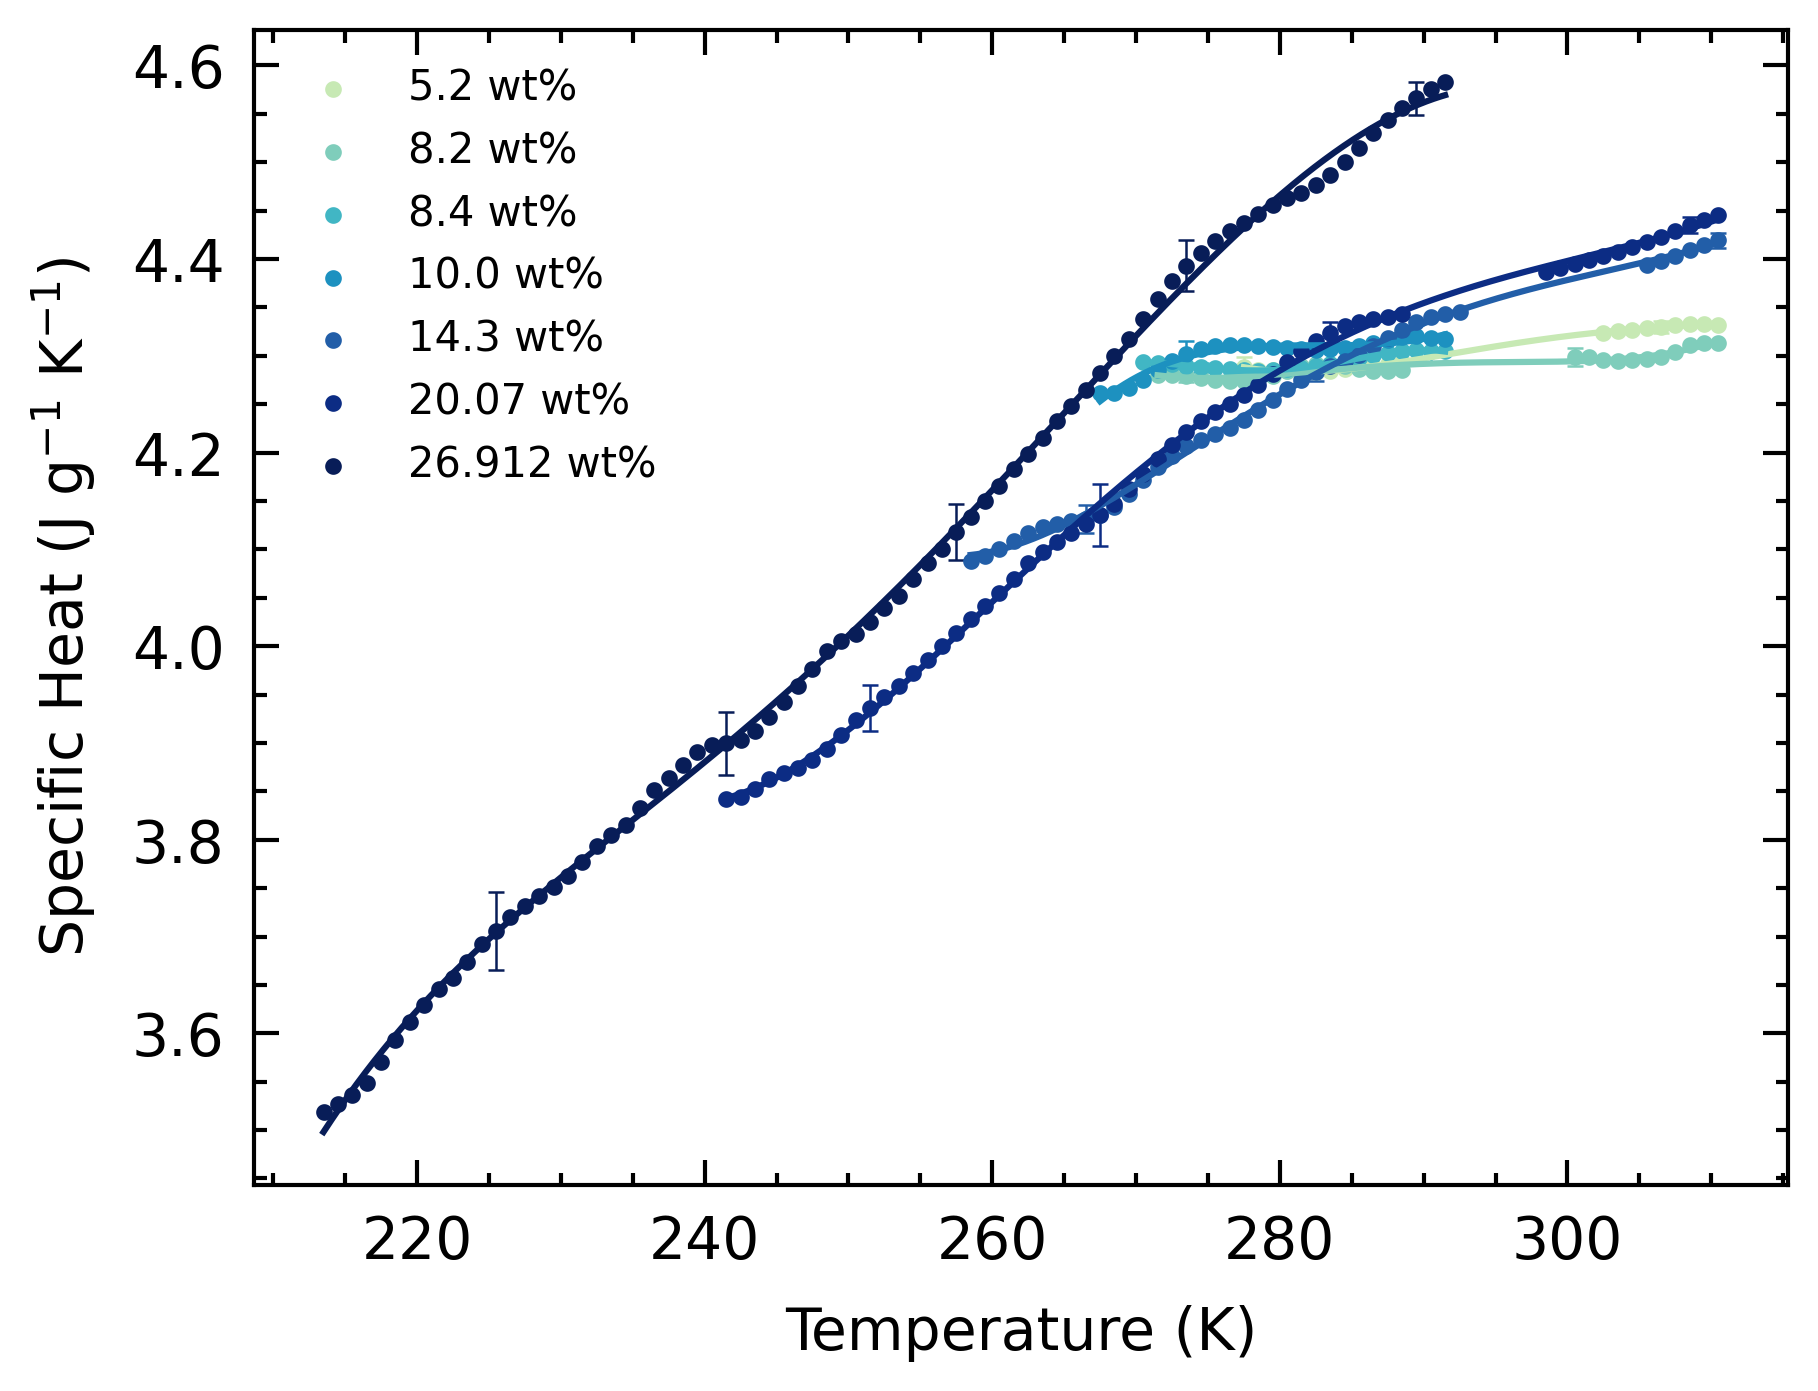 4.6
4.4
4.2
4.0
3.8
3.6
Specific Heat (J g⁻¹ K⁻¹)
5.2 wt%
8.2 wt%
8.4 wt%
10.0 wt%
14.3 wt%
20.07 wt%
26.912 wt%
220 240 260 280 300
Temperature (K)